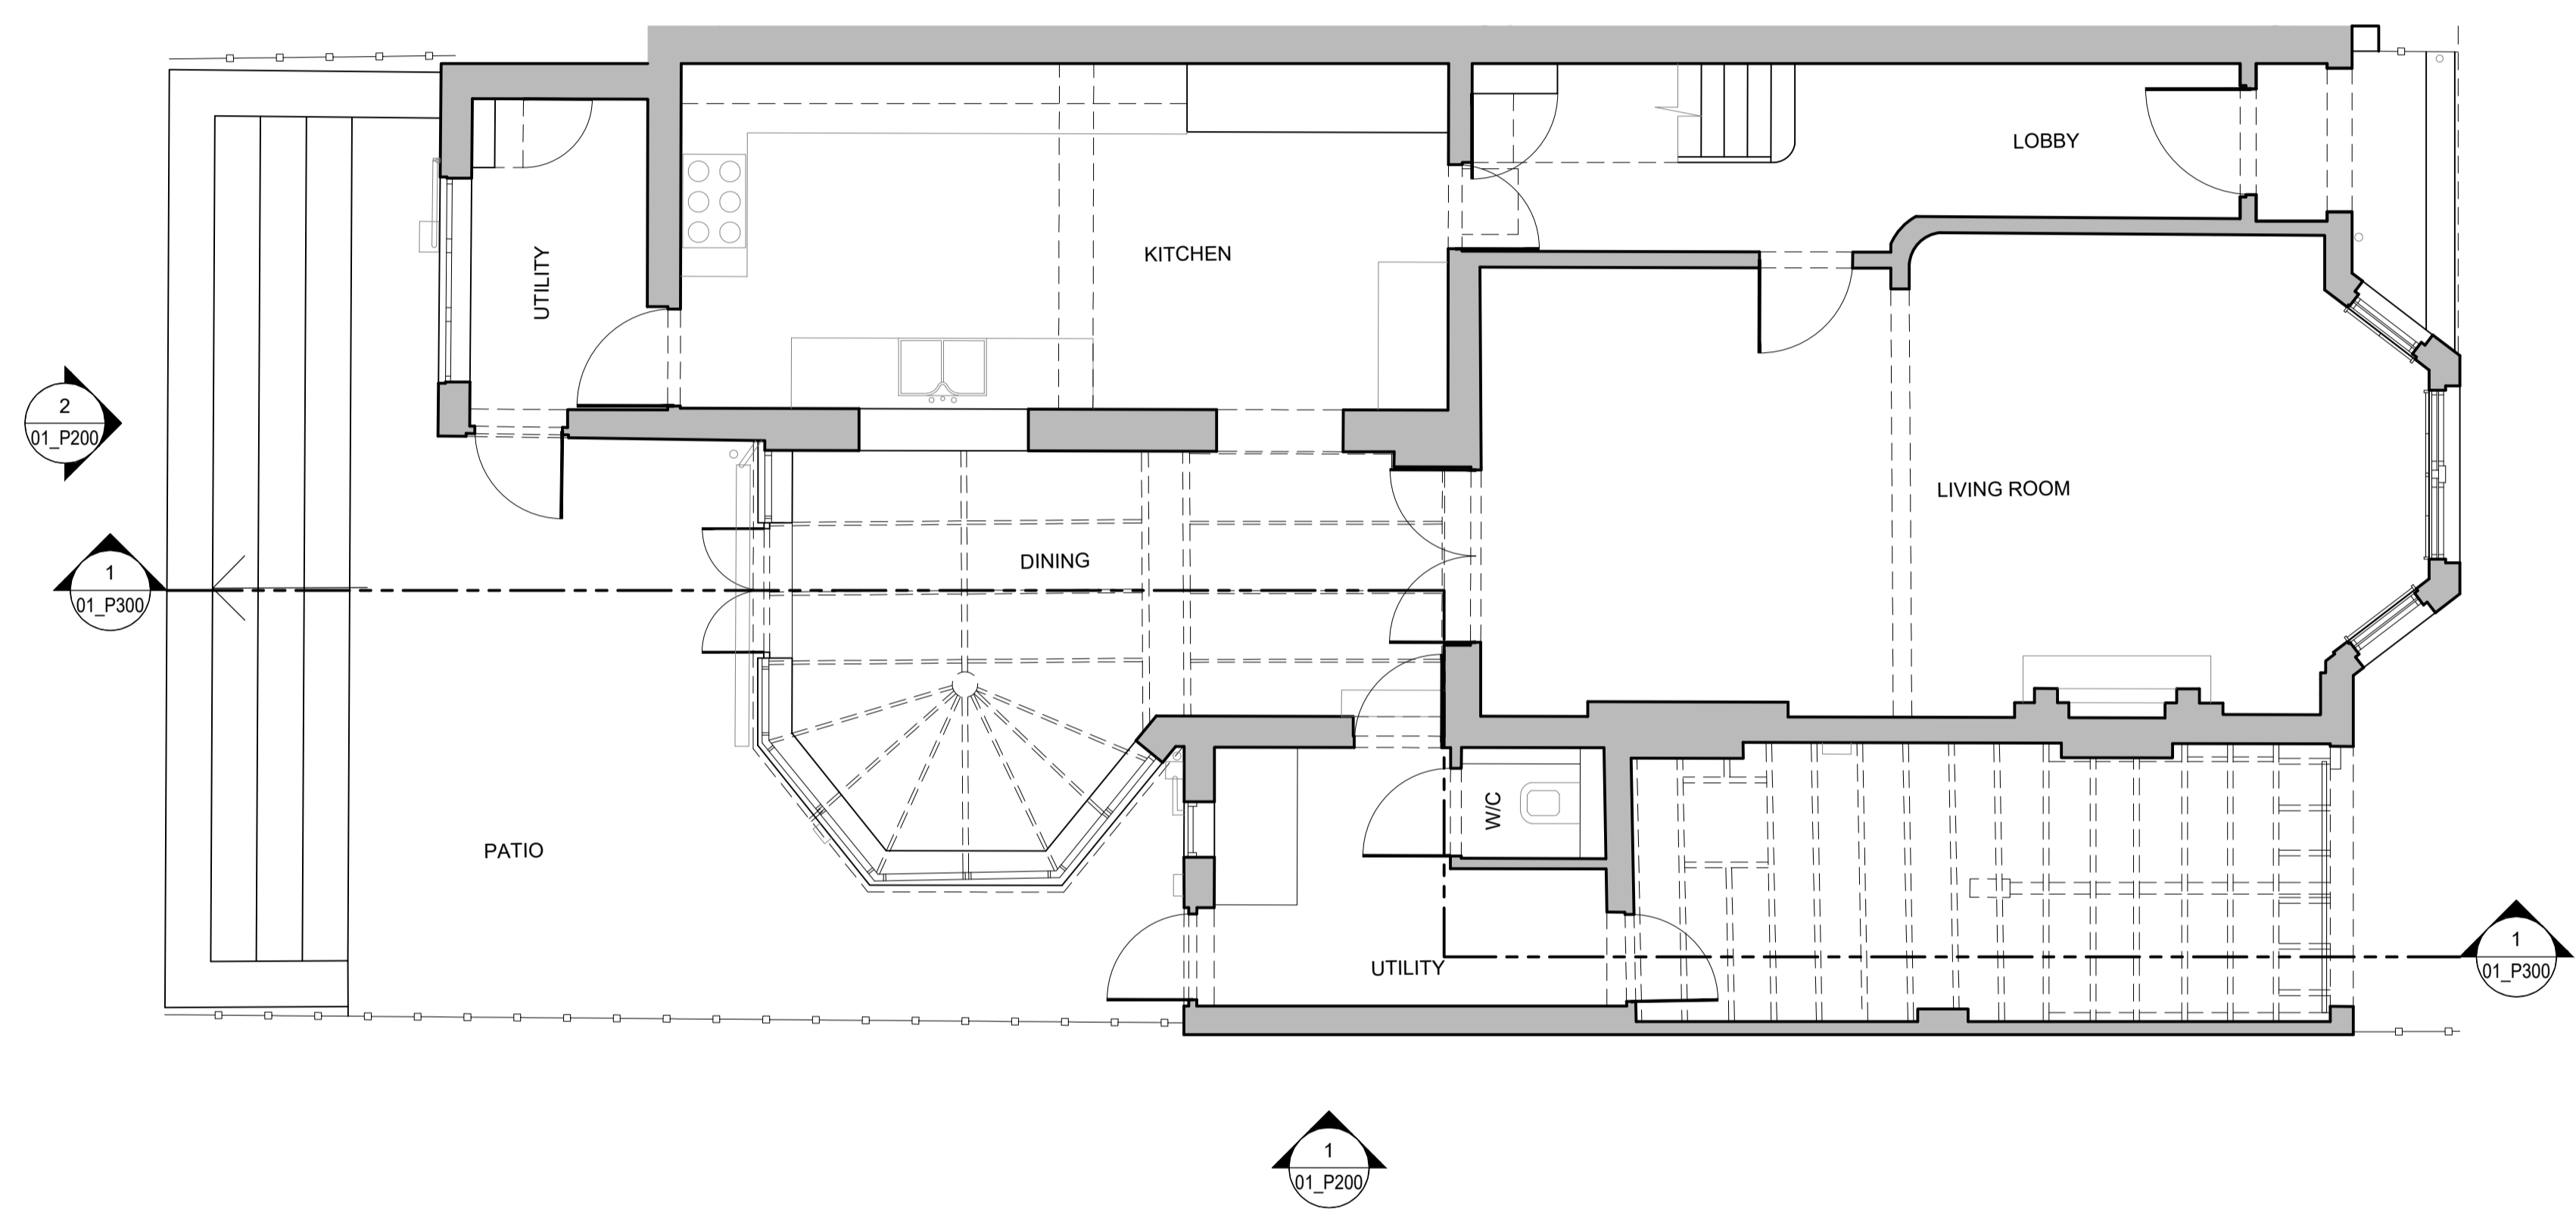 LOBBY
KITCHEN
UTILITY
2
01_P200
LIVING ROOM
DINING
1
01_P300
W/C
PATIO
UTILITY
1
01_P300
1
01_P200